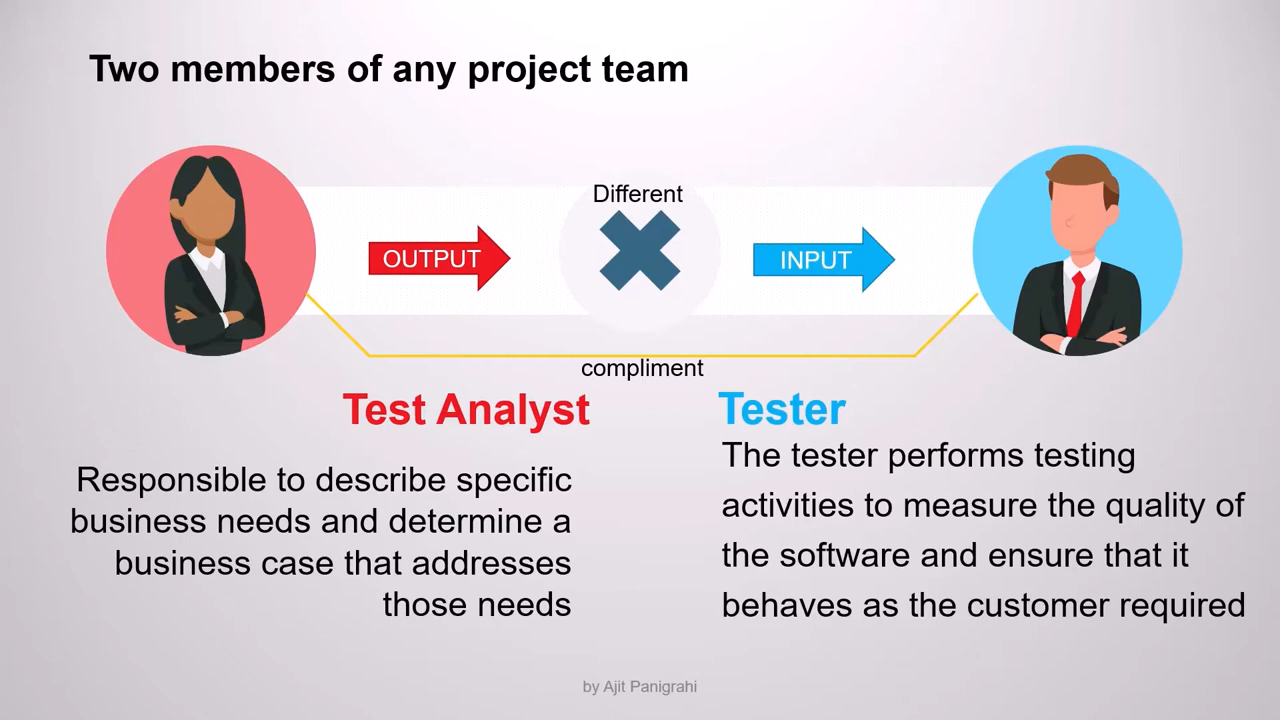 Two members of any project team
Different
OUTPUT
INPUT
compliment
Test Analyst
Responsible to describe specific
business needs and determine a
business case that addresses
those needs
Tester
The tester performs testing
activities to measure the quality of
the software and ensure that it
behaves as the customer required
by Ajit Panigrahi